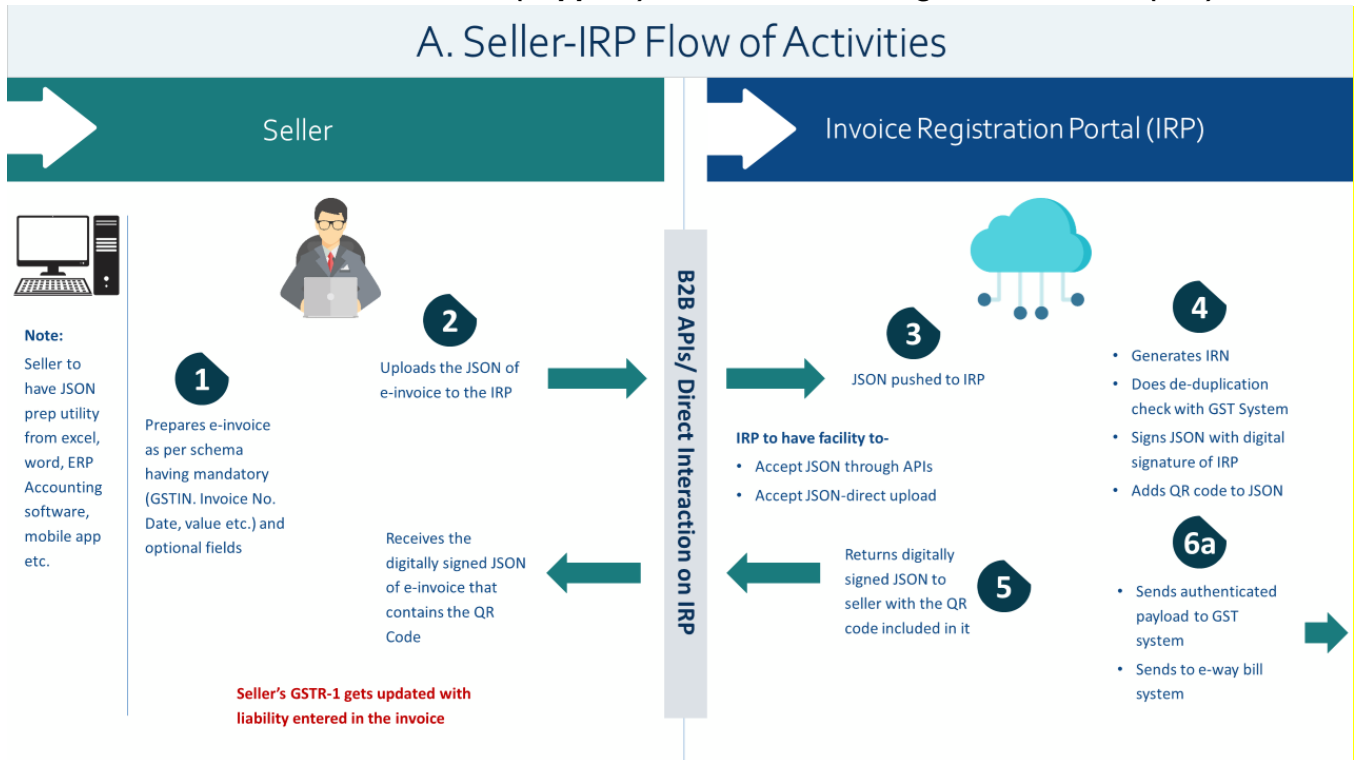 A. Seller-IRP Flow of Activities
Seller
Invoice Registration Portal (IRP)
Note:
Seller to
have JSON
prep utility
from excel,
word, ERP
Accounting
software,
mobile app
etc.
1
Prepares e-invoice
as per schema
having mandatory
(GSTIN. Invoice No.
Date, value etc.) and
optional fields
2
Uploads the JSON of
e-invoice to the IRP
B2B APIs/ Direct Interaction on IRP
3
JSON pushed to IRP
IRP to have facility to-
• Accept JSON through APIs
• Accept JSON-direct upload
4
• Generates IRN
• Does de-duplication
check with GST System
• Signs JSON with digital
signature of IRP
• Adds QR code to JSON
5
Returns digitally
signed JSON to
seller with the QR
code included in it
Receives the
digitally signed JSON
of e-invoice that
contains the QR
Code
6a
• Sends authenticated
payload to GST
system
• Sends to e-way bill
system
Seller's GSTR-1 gets updated with
liability entered in the invoice